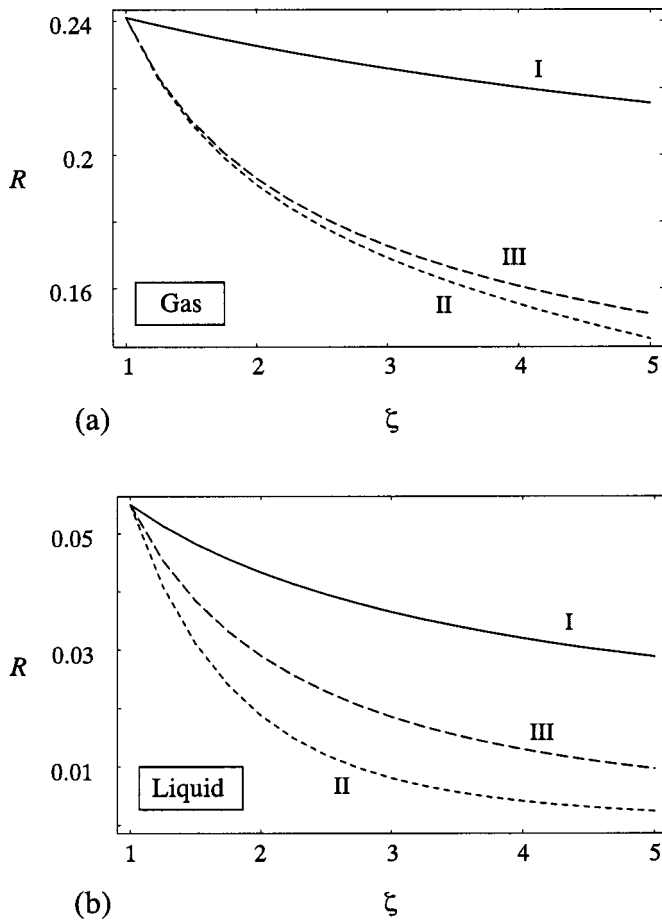 0.24
I
0.2
R
III
0.16
Gas
II
1 2 3 4 5
(a) ζ
0.05
I
R 0.03
III
0.01
Liquid II
1 2 3 4 5
(b) ζ